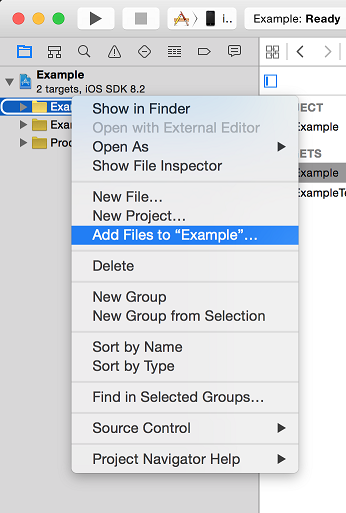 i... Example: Ready
Example
2 targets, iOS SDK 8.2
Exa
Exa
Proc
Show in Finder
Open with External Editor
Open As
Show File Inspector
New File...
New Project...
Add Files to “Example”...
Delete
New Group
New Group from Selection
Sort by Name
Sort by Type
Find in Selected Groups...
Source Control
Project Navigator Help
JECT
Example
ETS
Example
ExampleTe